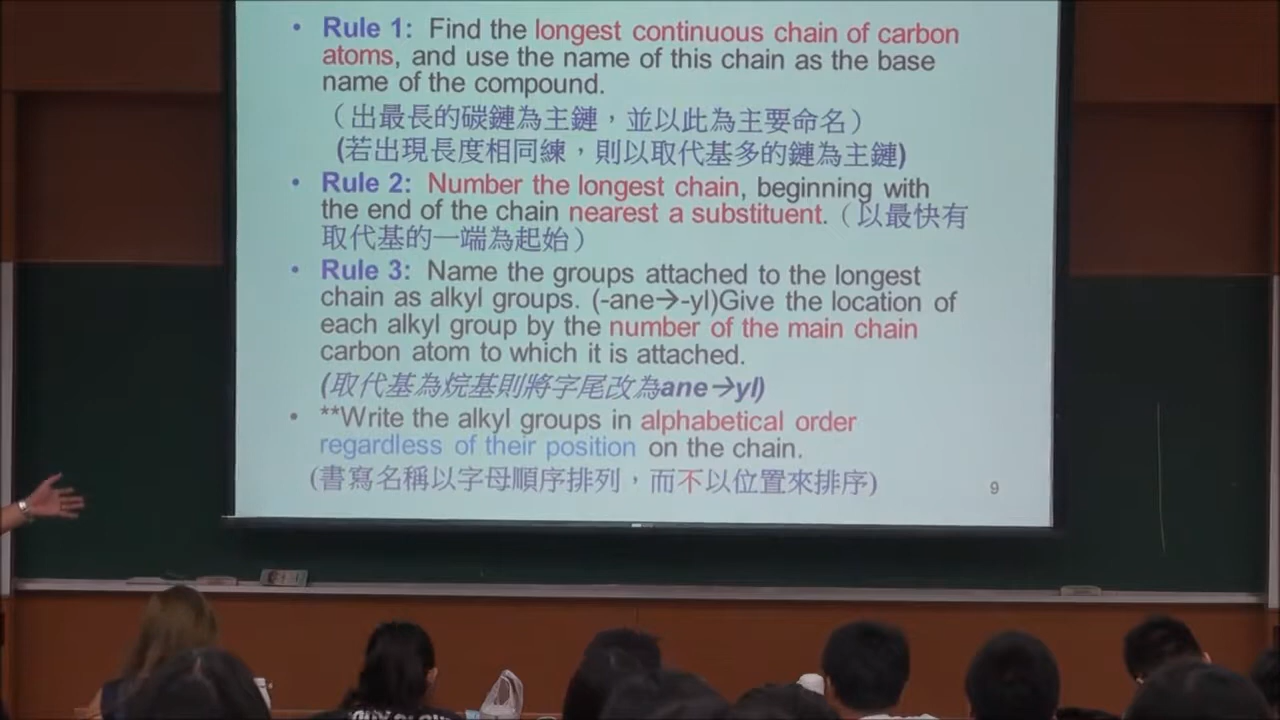 • Rule 1: Find the longest continuous chain of carbon
atoms, and use the name of this chain as the base
name of the compound.
（出最長的碳鏈為主鏈，並以此為主要命名）
(若出現長度相同練，則以取代基多的鏈為主鏈)
• Rule 2: Number the longest chain, beginning with
the end of the chain nearest a substituent.（以最快有
取代基的一端為起始）
• Rule 3: Name the groups attached to the longest
chain as alkyl groups. (-ane→-yl)Give the location of
each alkyl group by the number of the main chain
carbon atom to which it is attached.
(取代基為烷基則將字尾改為ane→yl)
• **Write the alkyl groups in alphabetical order
regardless of their position on the chain.
(書寫名稱以字母順序排列，而不以位置來排序)
9